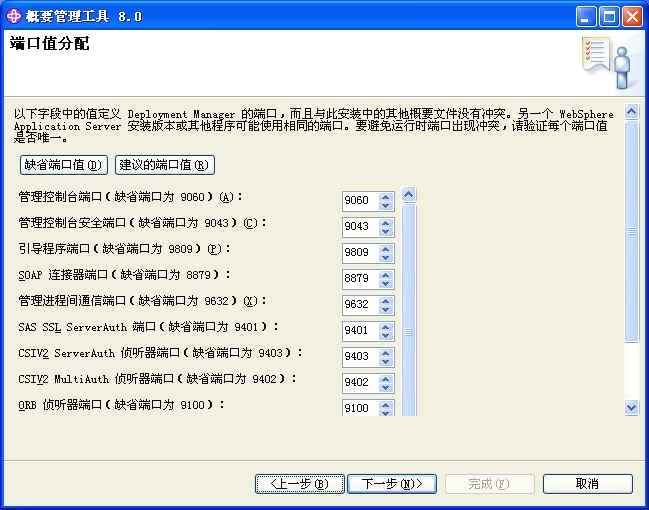 概要管理工具 8.0
端口值分配
以下字段中的值定义 Deployment Manager 的端口，而且与此安装中的其他概要文件没有冲突。另一个 WebSphere
Application Server 安装版本或其他程序可能使用相同的端口。要避免运行时端口出现冲突，请验证每个端口值
是否唯一。
缺省端口值(D) 建议的端口值(R)
管理控制台端口(缺省端口为 9060)(A)： 9060
管理控制台安全端口(缺省端口为 9043)(C)： 9043
引导程序端口(缺省端口为 9809)(P)： 9809
SOAP 连接器端口(缺省端口为 8879)： 8879
管理进程间通信端口(缺省端口为 9632)(X)： 9632
SAS SSL ServerAuth 端口(缺省端口为 9401)： 9401
CSIV2 ServerAuth 侦听器端口(缺省端口为 9403)： 9403
CSIV2 MultiAuth 侦听器端口(缺省端口为 9402)： 9402
ORB 侦听器端口(缺省端口为 9100)： 9100
<上一步(B) 下一步(N)> 完成(F) 取消